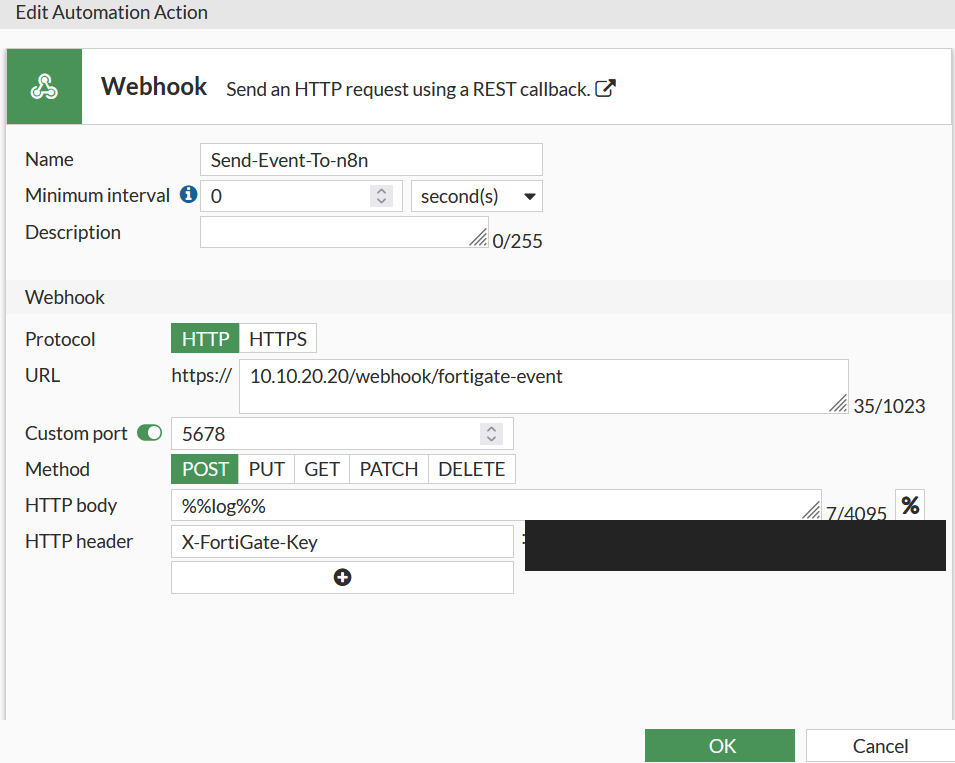 Edit Automation Action
Webhook Send an HTTP request using a REST callback.
Name Send-Event-To-n8n
Minimum interval 0 second(s)
Description 0/255
Webhook
Protocol HTTP HTTPS
URL https:// 10.10.20.20/webhook/fortigate-event 35/1023
Custom port 5678
Method POST PUT GET PATCH DELETE
HTTP body %%log%% 7/4095 %
HTTP header X-FortiGate-Key :
OK Cancel